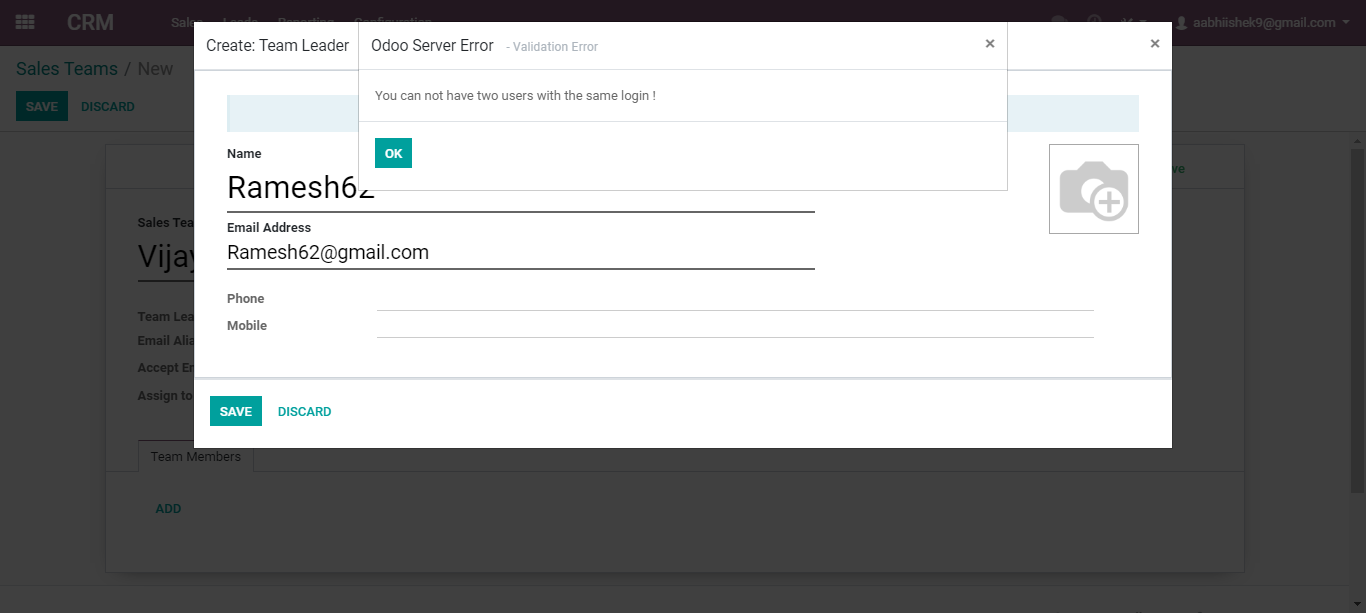 CRM
Sales Leads Reporting Configuration
aabhiishek9@gmail.com
Create: Team Leader
Odoo Server Error - Validation Error
×
×
Sales Teams / New
SAVE DISCARD
You can not have two users with the same login !
OK
Name
Ramesh62
Email Address
Ramesh62@gmail.com
Sales Tea
Vijay
Phone
Mobile
Team Lea
Email Alia
Accept Em
Assign to
SAVE DISCARD
Team Members
ADD